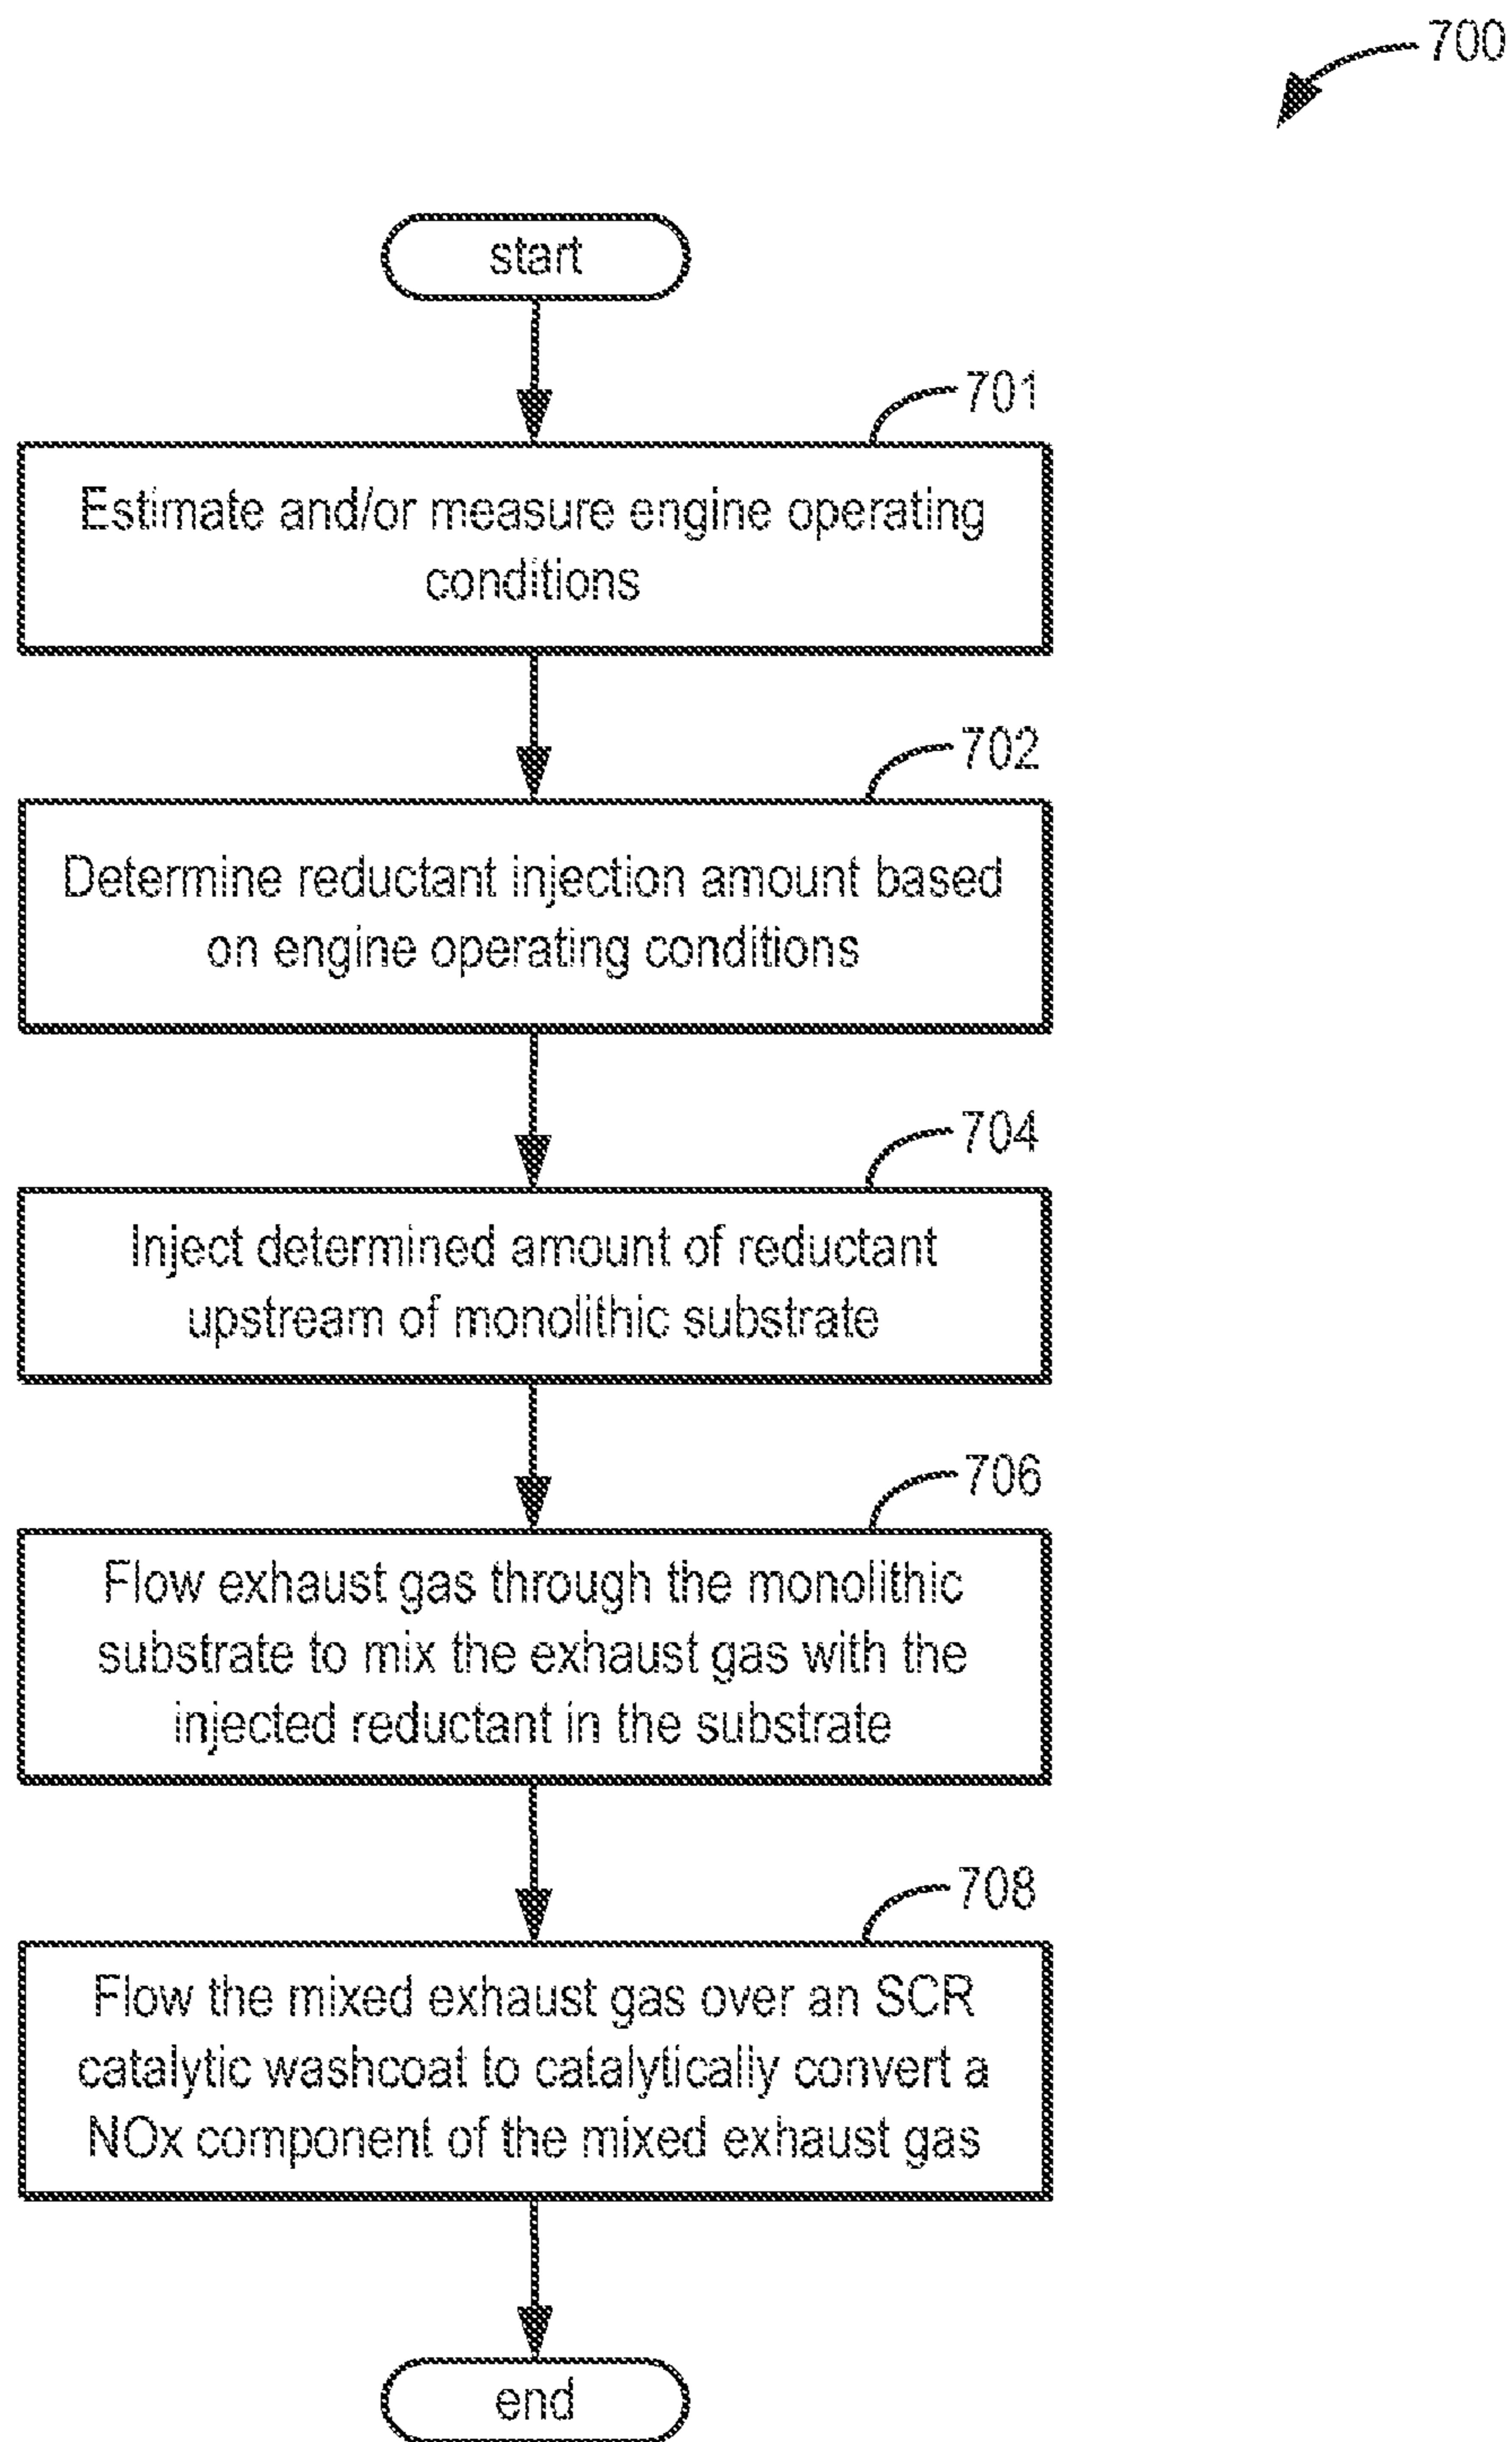 700
start
701
Estimate and/or measure engine operating
conditions
702
Determine reductant injection amount based
on engine operating conditions
704
Inject determined amount of reductant
upstream of monolithic substrate
706
Flow exhaust gas through the monolithic
substrate to mix the exhaust gas with the
injected reductant in the substrate
708
Flow the mixed exhaust gas over an SCR
catalytic washcoat to catalytically convert a
NOx component of the mixed exhaust gas
end